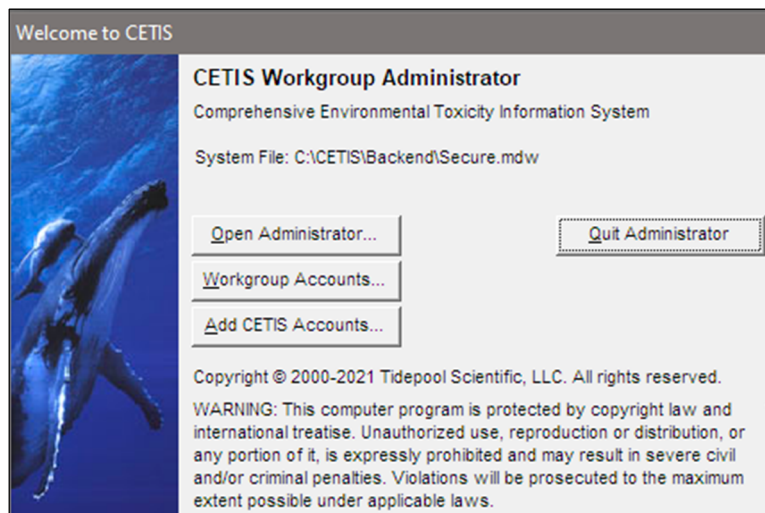 Welcome to CETIS
CETIS Workgroup Administrator
Comprehensive Environmental Toxicity Information System
System File: C:\CETIS\Backend\Secure.mdw
Open Administrator...
Quit Administrator
Workgroup Accounts...
Add CETIS Accounts...
Copyright © 2000-2021 Tidepool Scientific, LLC. All rights reserved.
WARNING: This computer program is protected by copyright law and
international treatise. Unauthorized use, reproduction or distribution, or
any portion of it, is expressly prohibited and may result in severe civil
and/or criminal penalties. Violations will be prosecuted to the maximum
extent possible under applicable laws.